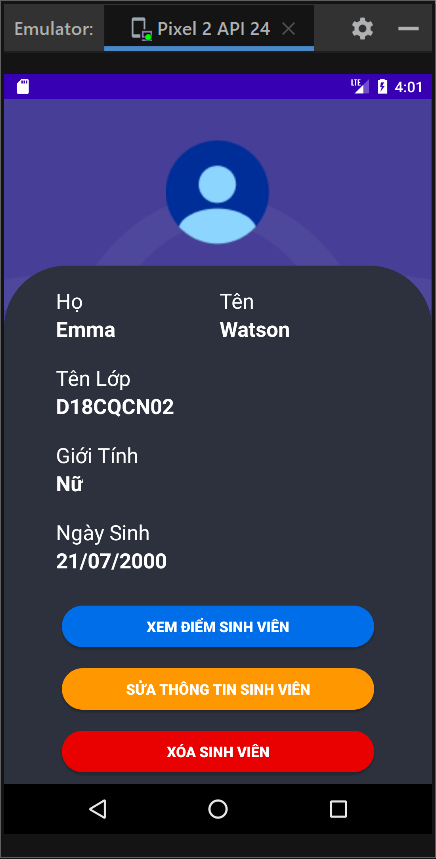 Emulator: Pixel 2 API 24
LTE 4:01
Họ Tên
Emma Watson
Tên Lớp
D18CQCN02
Giới Tính
Nữ
Ngày Sinh
21/07/2000
XEM ĐIỂM SINH VIÊN
SỬA THÔNG TIN SINH VIÊN
XÓA SINH VIÊN